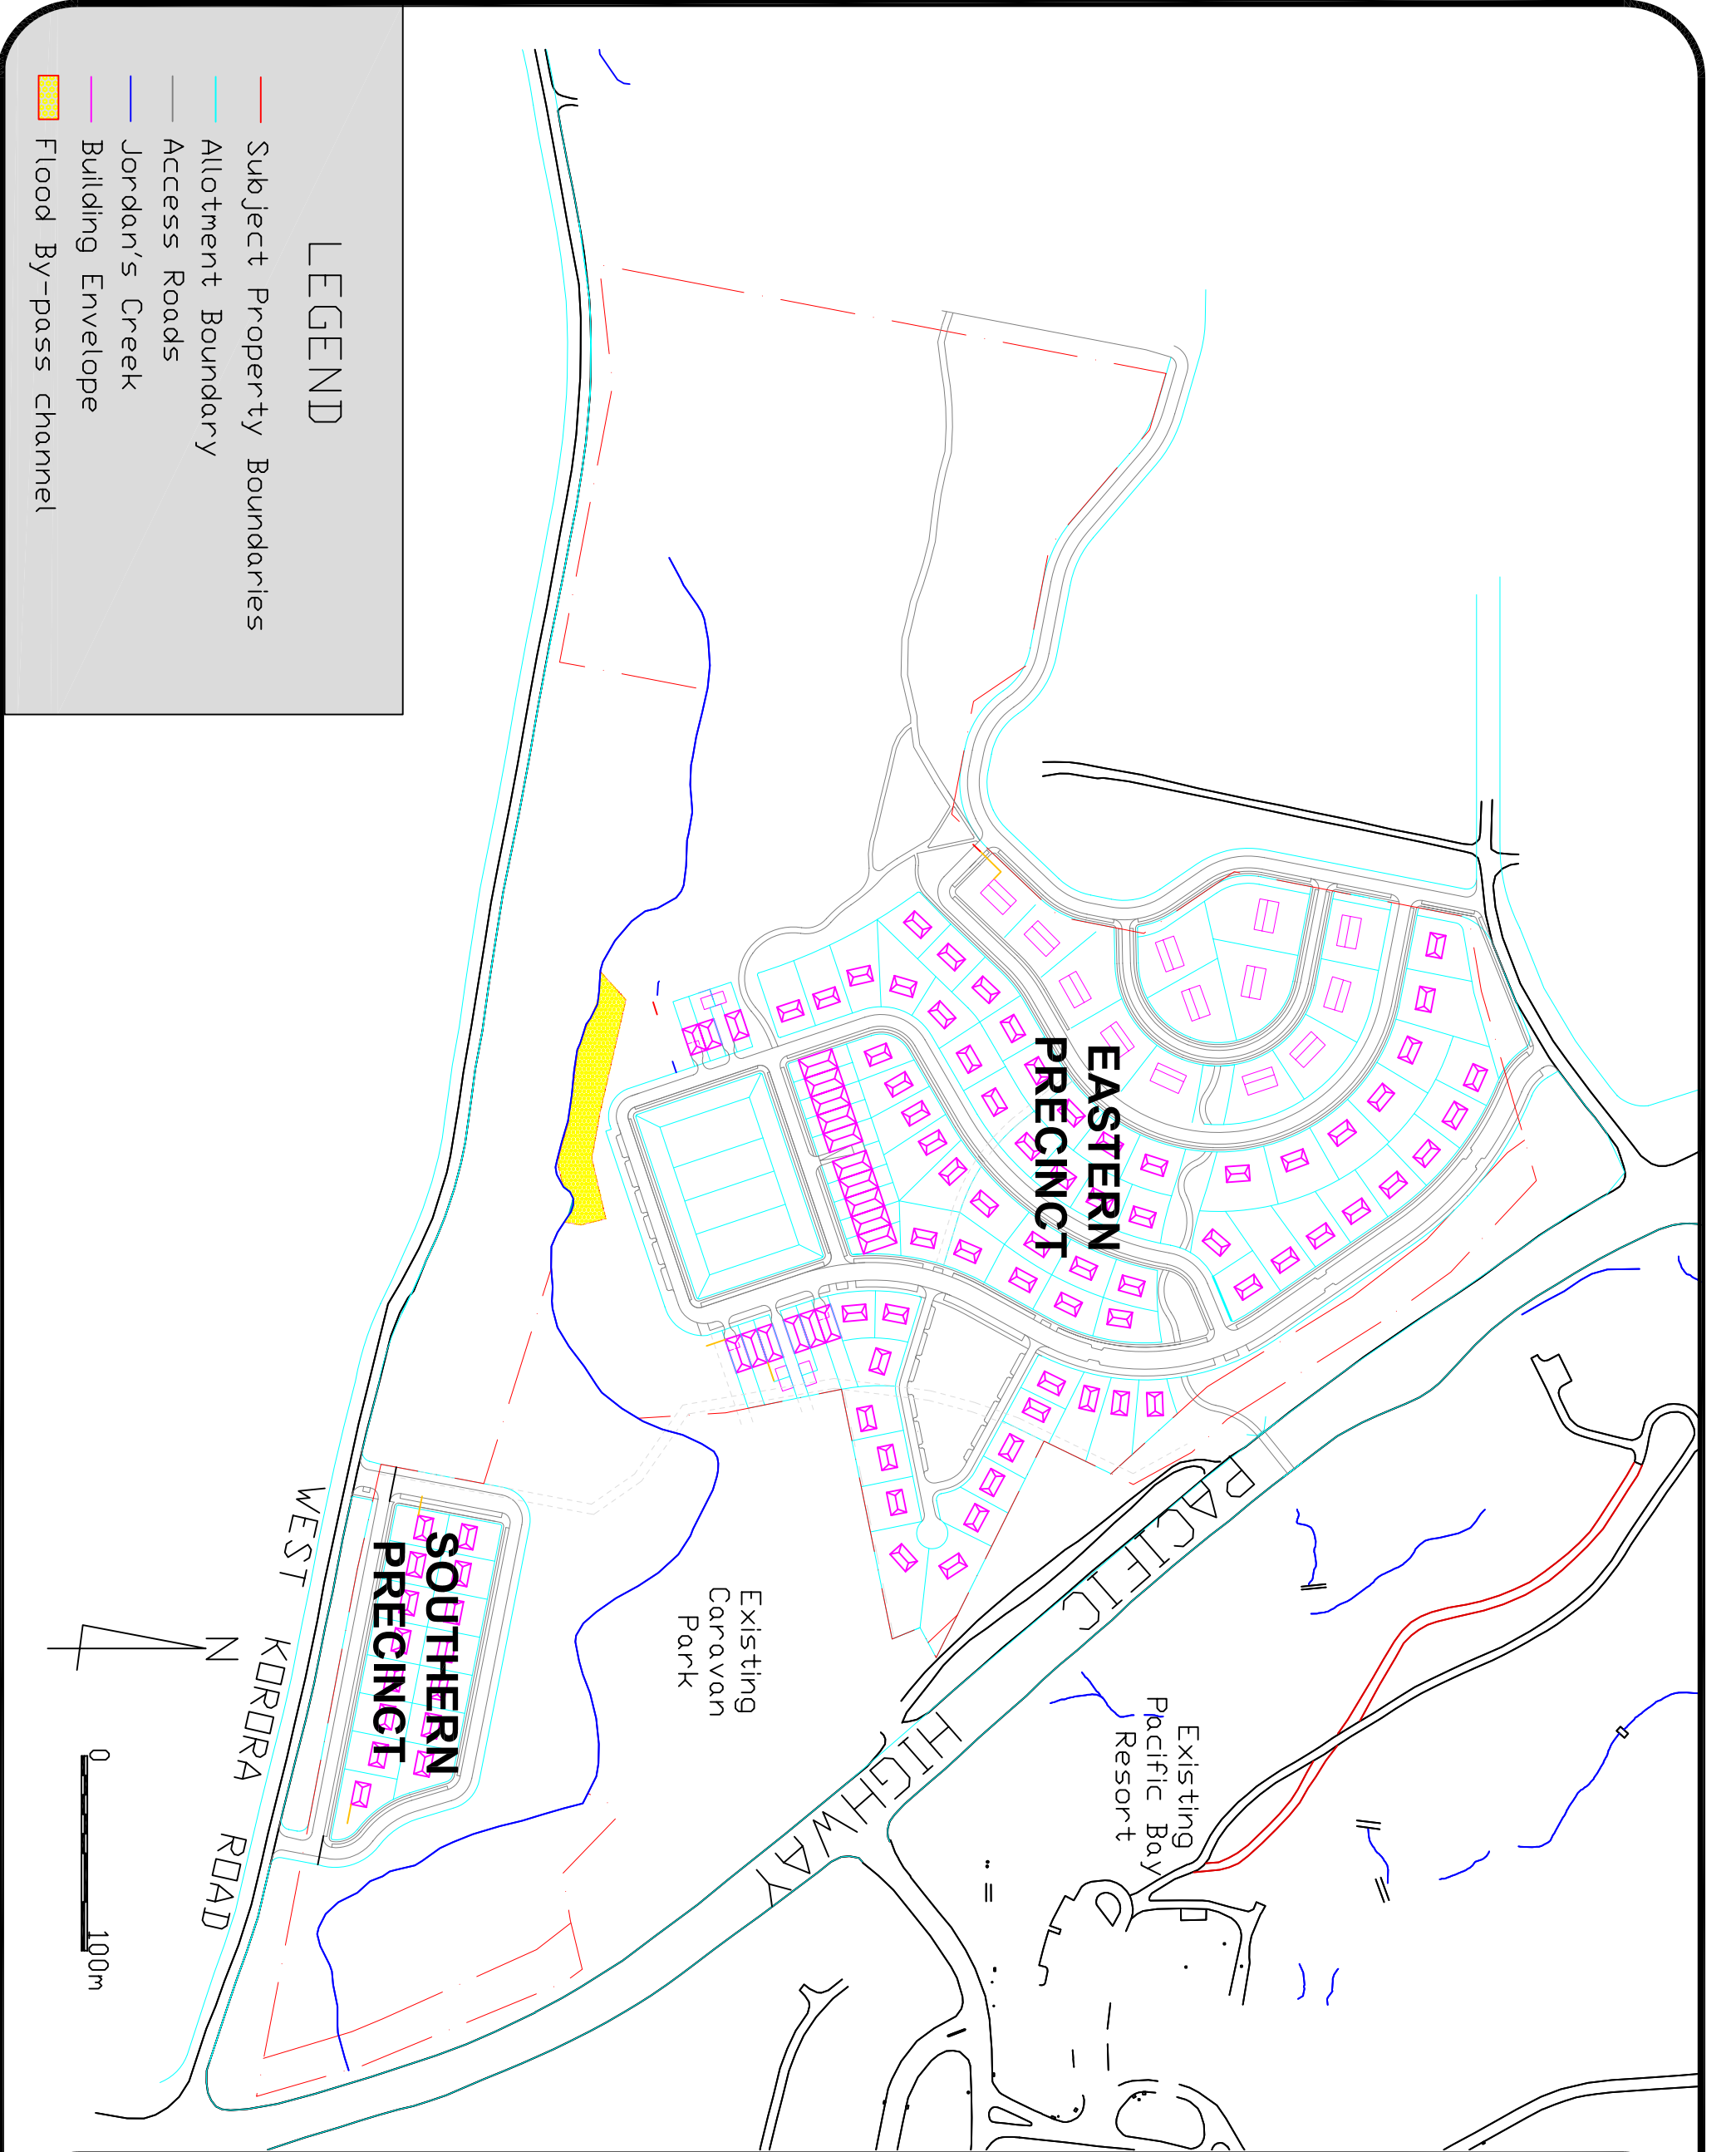 LEGEND
Subject Property Boundaries
Allotment Boundary
Access Roads
Jordan's Creek
Building Envelope
Flood By-pass channel
EASTERN
PRECINCT
SOUTHERN
PRECINCT
PACIFIC HIGHWAY
WEST KORORA ROAD
Existing
Caravan
Park
Existing
Pacific Bay
Resort
N
0 100m